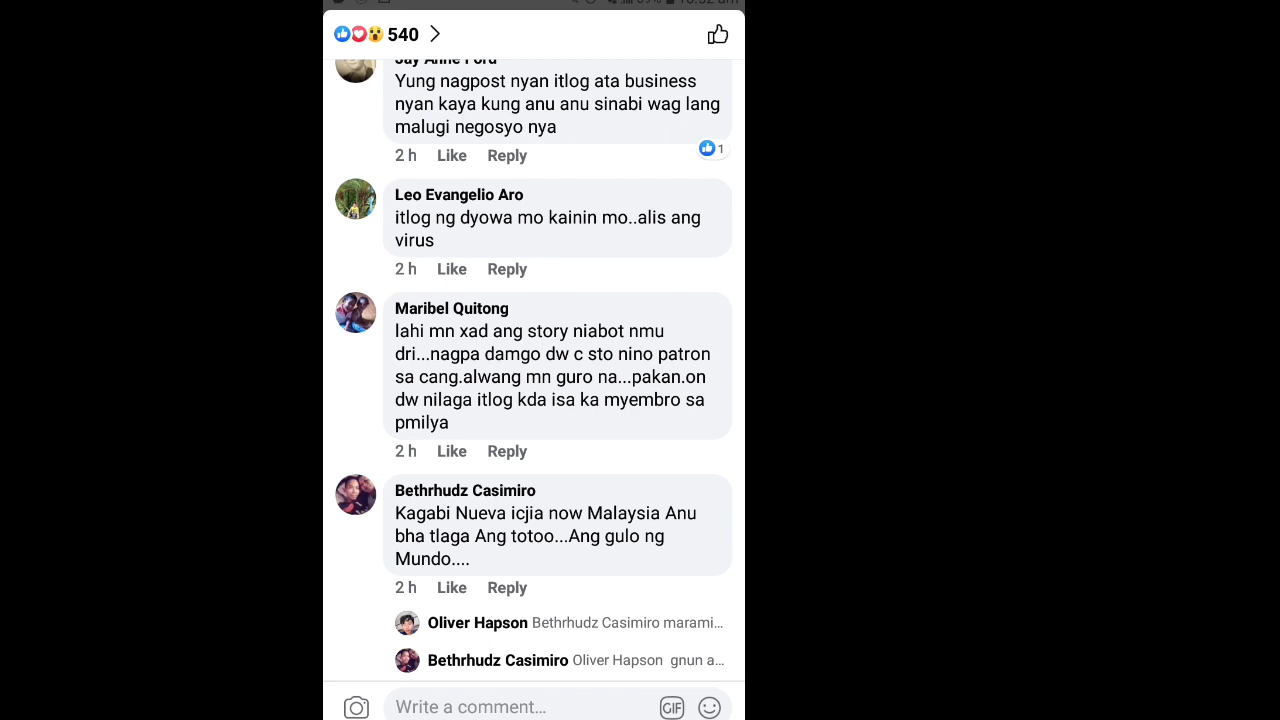 540
Jay Anne Ford
Yung nagpost nyan itlog ata business
nyan kaya kung anu anu sinabi wag lang
malugi negosyo nya
2 h Like Reply 1
Leo Evangelio Aro
itlog ng dyowa mo kainin mo..alis ang
virus
2 h Like Reply
Maribel Quitong
lahi mn xad ang story niabot nmu
dri...nagpa damgo dw c sto nino patron
sa cang.alwang mn guro na...pakan.on
dw nilaga itlog kda isa ka myembro sa
pmilya
2 h Like Reply
Bethrhudz Casimiro
Kagabi Nueva icjia now Malaysia Anu
bha tlaga Ang totoo...Ang gulo ng
Mundo....
2 h Like Reply
Oliver Hapson Bethrhudz Casimiro marami...
Bethrhudz Casimiro Oliver Hapson gnun a...
Write a comment... GIF